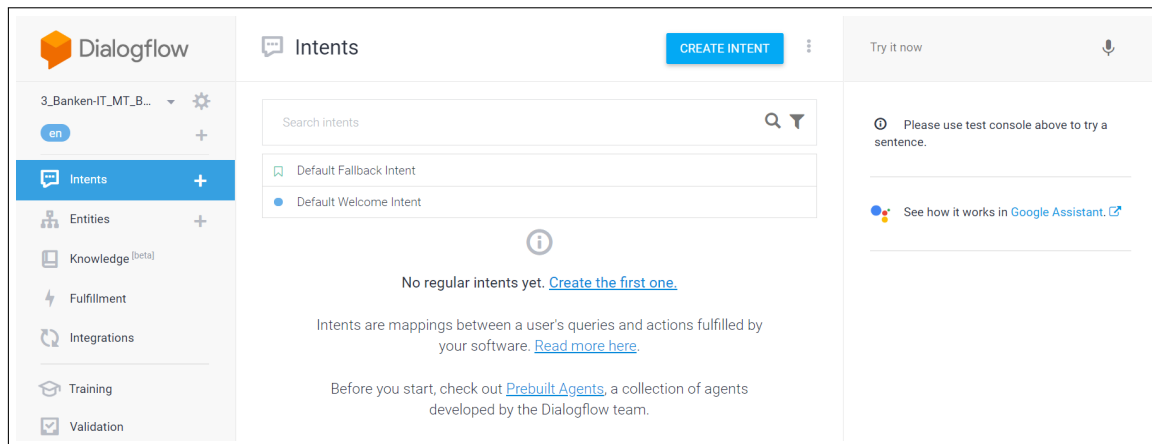 Dialogflow
3_Banken-IT_MT_B...
en
Intents
Entities
Knowledge [beta]
Fulfillment
Integrations
Training
Validation
Intents
CREATE INTENT
Search intents
Default Fallback Intent
Default Welcome Intent
No regular intents yet. Create the first one.
Intents are mappings between a user's queries and actions fulfilled by
your software. Read more here.
Before you start, check out Prebuilt Agents, a collection of agents
developed by the Dialogflow team.
Try it now
Please use test console above to try a
sentence.
See how it works in Google Assistant.